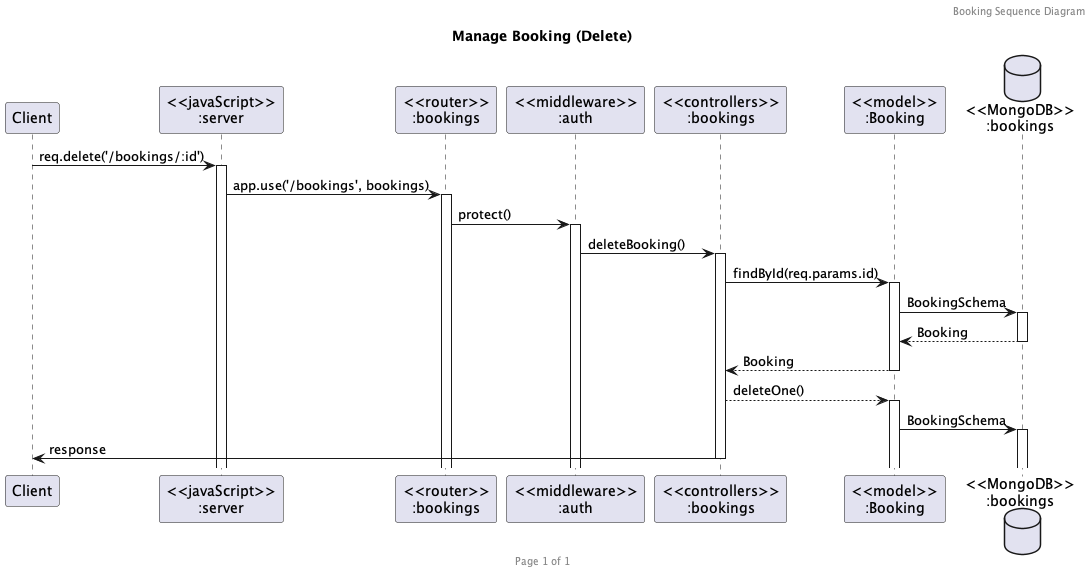 Booking Sequence Diagram
Manage Booking (Delete)
Client
<<javaScript>>
:server
<<router>>
:bookings
<<middleware>>
:auth
<<controllers>>
:bookings
<<model>>
:Booking
<<MongoDB>>
:bookings
req.delete('/bookings/:id')
app.use('/bookings', bookings)
protect()
deleteBooking()
findById(req.params.id)
BookingSchema
Booking
Booking
deleteOne()
BookingSchema
response
Client
<<javaScript>>
:server
<<router>>
:bookings
<<middleware>>
:auth
<<controllers>>
:bookings
<<model>>
:Booking
<<MongoDB>>
:bookings
Page 1 of 1